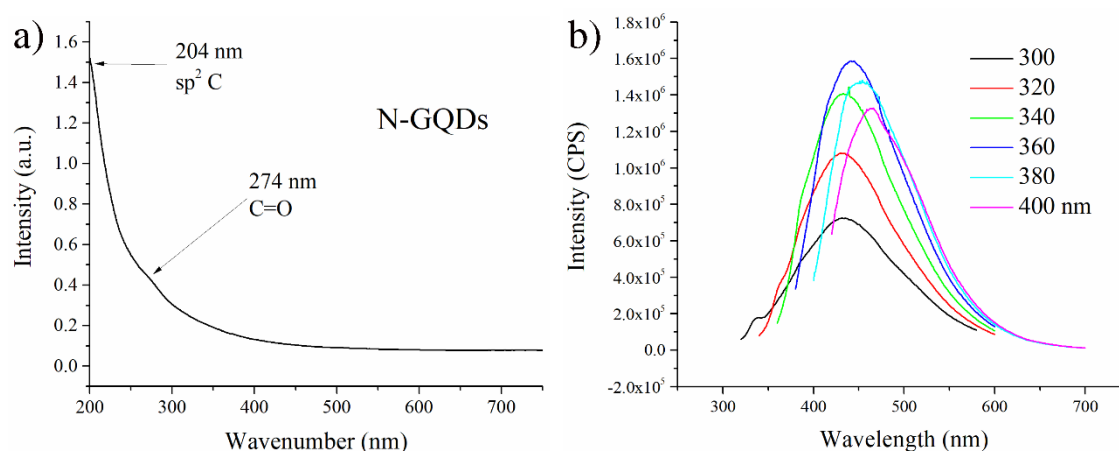 a)
1.6
1.4
1.2
1.0
0.8
0.6
0.4
0.2
0.0
Intensity (a.u.)
204 nm
sp² C
274 nm
C=O
N-GQDs
200
300
400
500
600
700
Wavenumber (nm)
b)
1.8x10⁶
1.6x10⁶
1.4x10⁶
1.2x10⁶
1.0x10⁶
8.0x10⁵
6.0x10⁵
4.0x10⁵
2.0x10⁵
0.0
-2.0x10⁵
Intensity (CPS)
300
320
340
360
380
400 nm
300
400
500
600
700
Wavelength (nm)